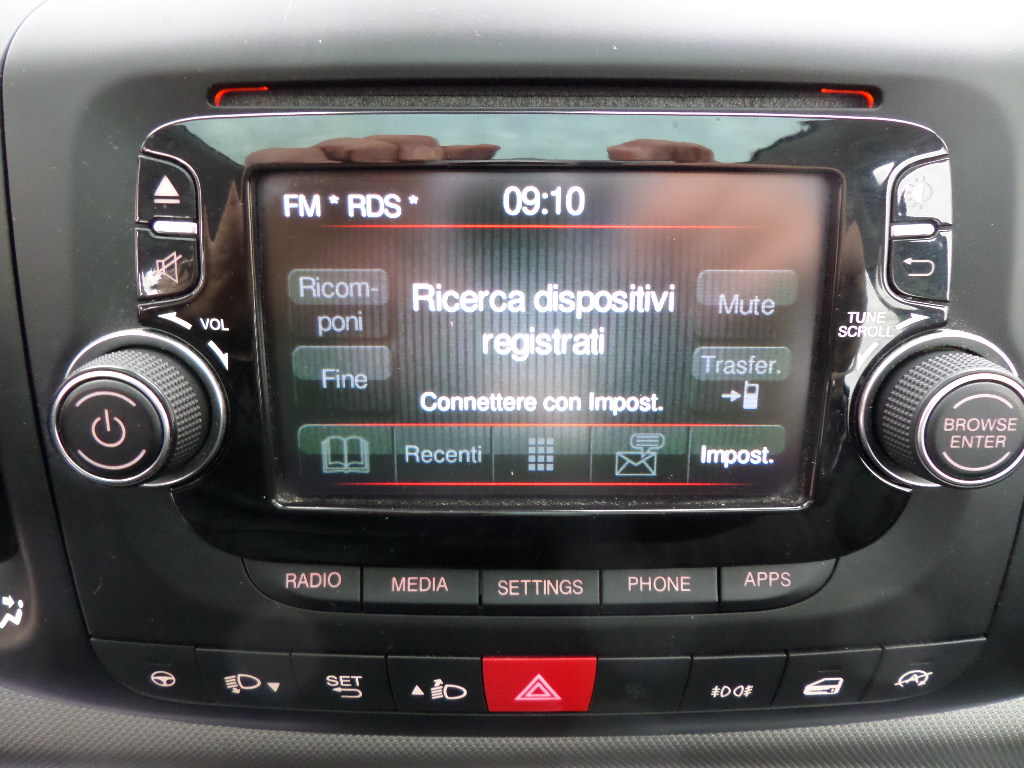 FM * RDS * 09:10
VOL
TUNE
SCROLL
Ricom-
poni
Ricerca dispositivi
registrati
Mute
Fine
Trasfer.
Connettere con Impost.
Recenti
Impost.
BROWSE
ENTER
RADIO MEDIA SETTINGS PHONE APPS
SET